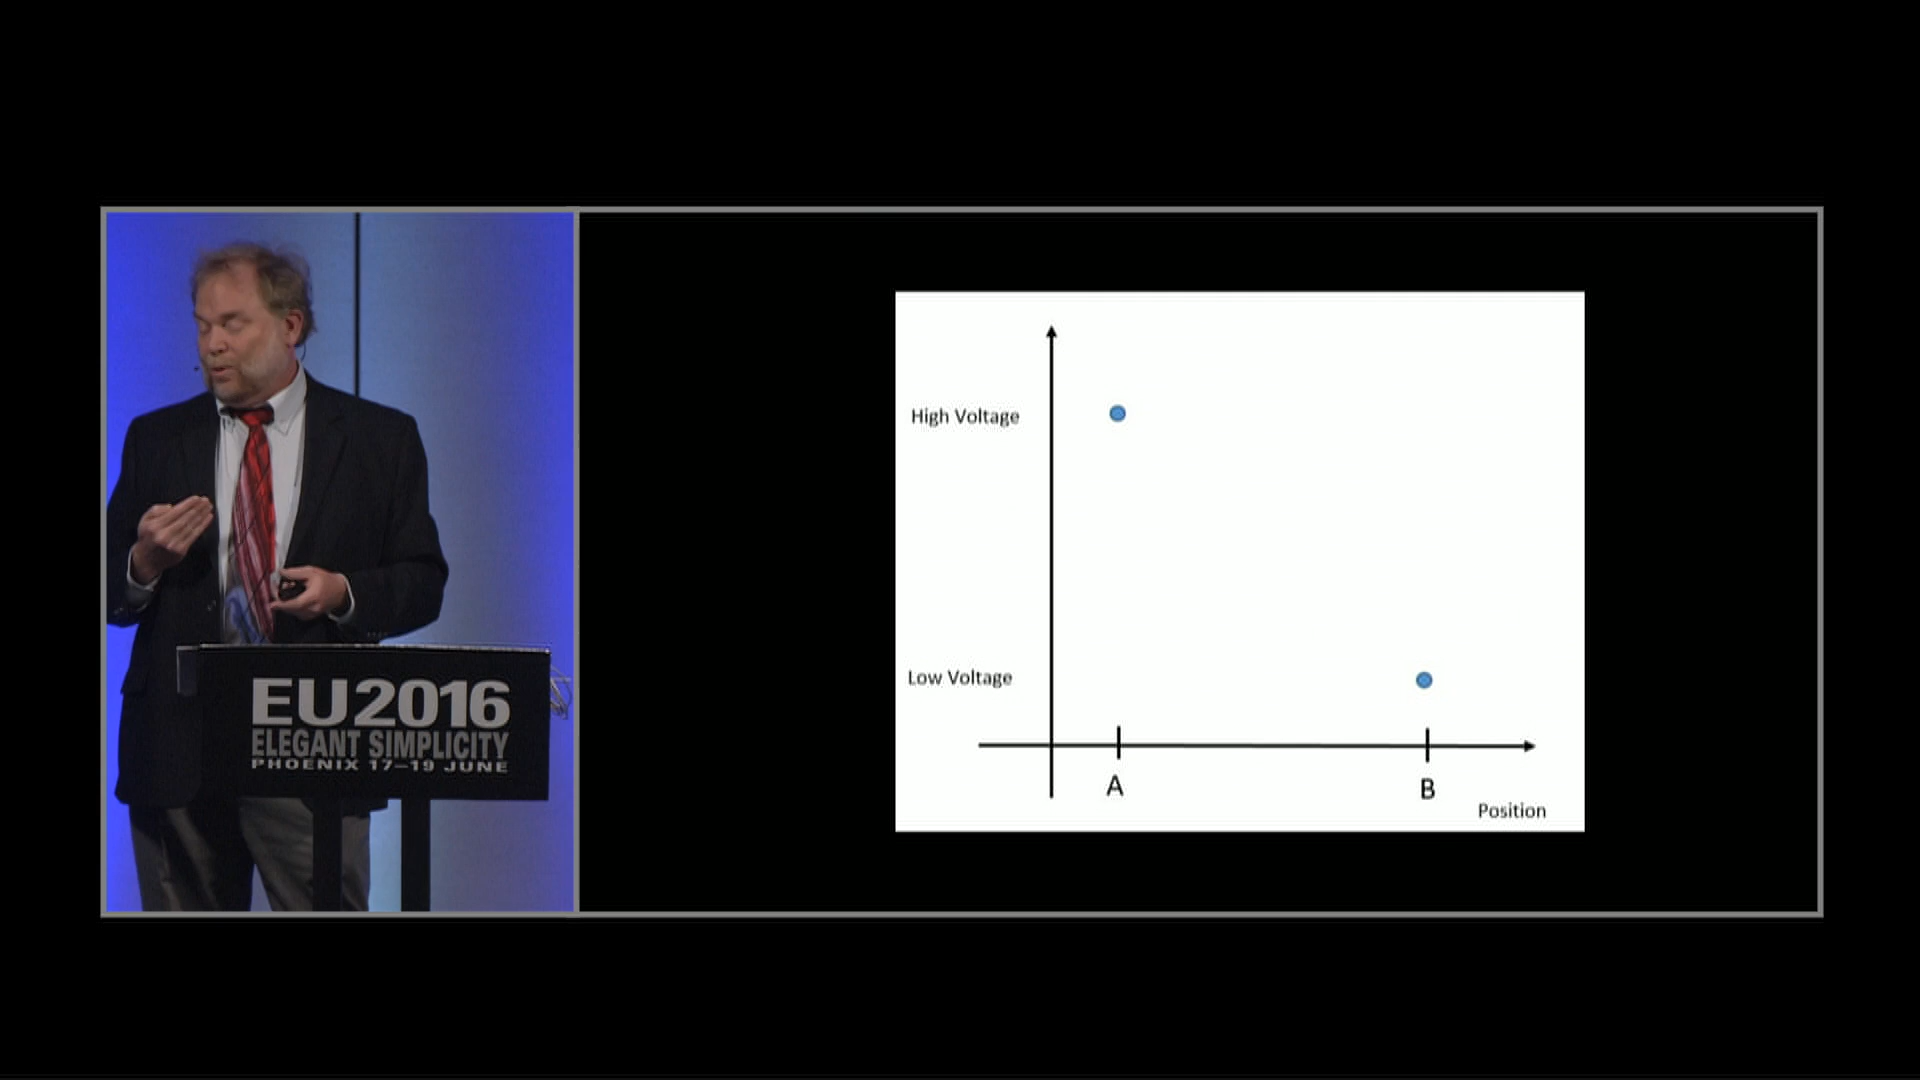 EU2016
ELEGANT SIMPLICITY
PHOENIX 17–19 JUNE
High Voltage
Low Voltage
A
B
Position